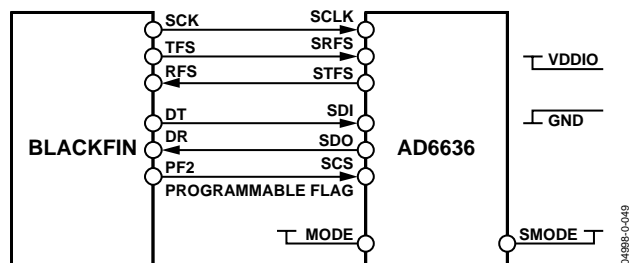 SCK SCLK
TFS SRFS
RFS STFS
VDDIO
DT SDI
GND
DR SDO
BLACKFIN AD6636
PF2 SCS
PROGRAMMABLE FLAG
MODE SMODE
04998-0-049